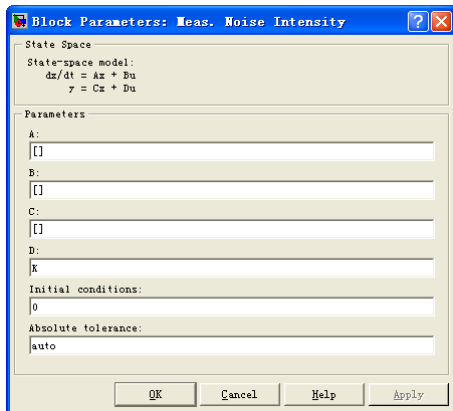 Block Parameters: Meas. Noise Intensity
State Space
State-space model:
dx/dt = Ax + Bu
y = Cx + Du
Parameters
A:
[]
B:
[]
C:
[]
D:
K
Initial conditions:
0
Absolute tolerance:
auto
OK Cancel Help Apply